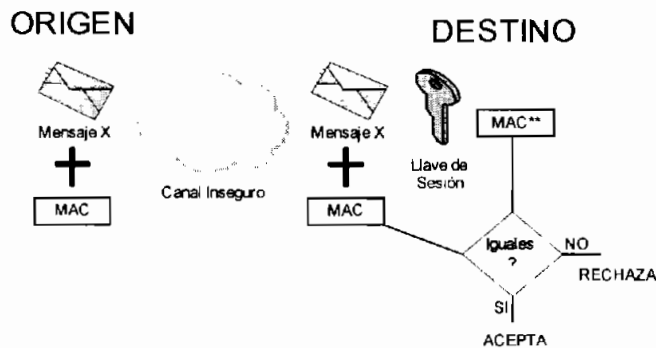 ORIGEN
DESTINO
Mensaje X
MAC
Canal Inseguro
Mensaje X
MAC
Llave de
Sesión
MAC**
Iguales
?
NO
RECHAZA
SI
ACEPTA